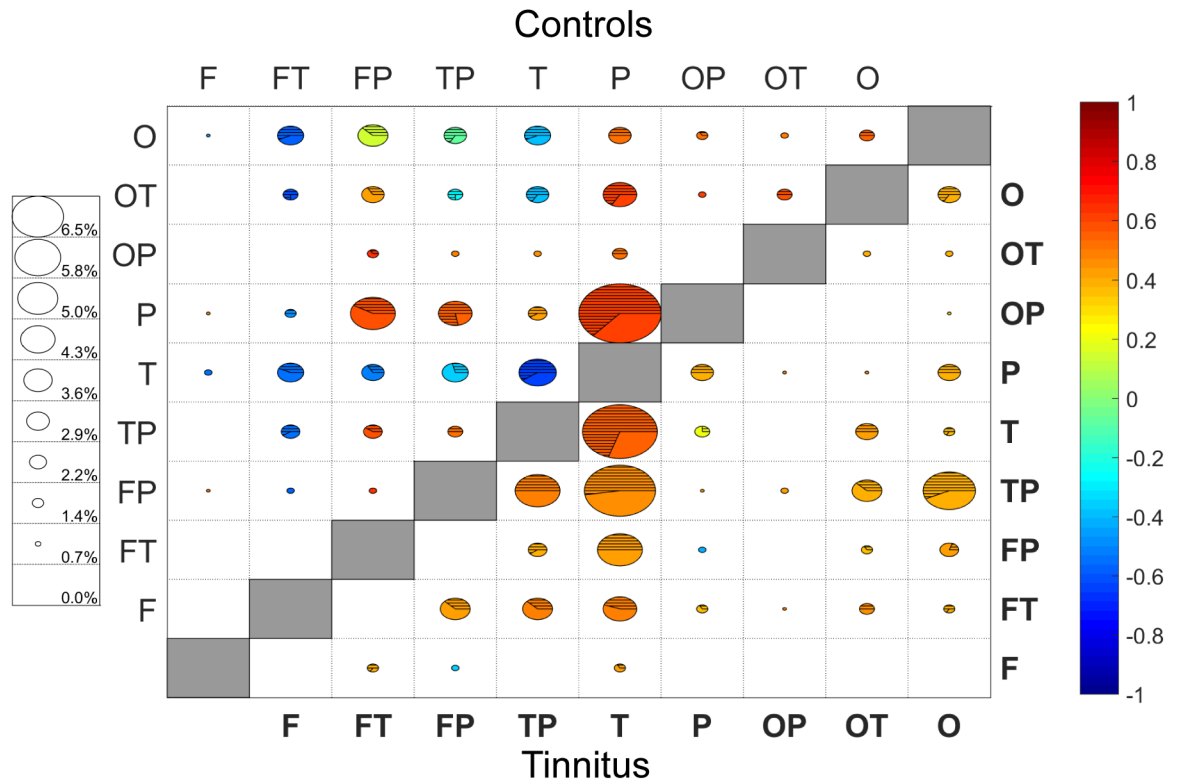 Controls
F FT FP TP T P OP OT O
O
OT
OP
P
T
TP
FP
FT
F
6.5%
5.8%
5.0%
4.3%
3.6%
2.9%
2.2%
1.4%
0.7%
0.0%
O
OT
OP
P
T
TP
FP
FT
F
1
0.8
0.6
0.4
0.2
0
-0.2
-0.4
-0.6
-0.8
-1
F FT FP TP T P OP OT O
Tinnitus